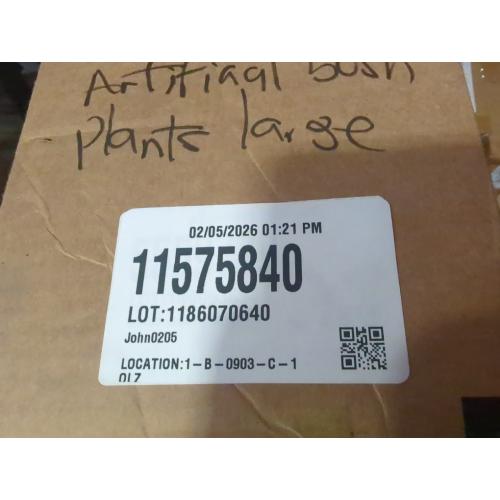 Artifiaal bush
plants large
02/05/2026 01:21 PM
11575840
LOT:1186070640
John0205
LOCATION:1-B-0903-C-1